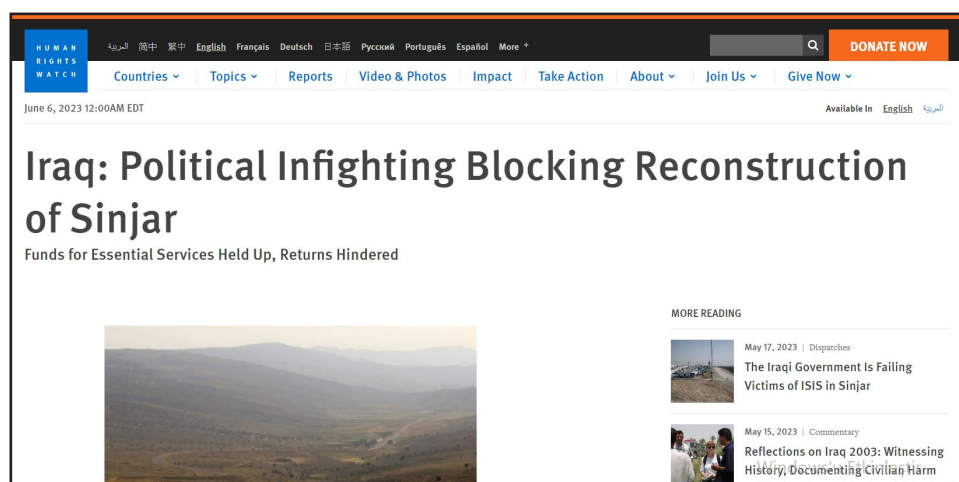 HUMAN
RIGHTS
WATCH
العربية 简中 繁中 English Français Deutsch 日本語 Русский Português Español More +
DONATE NOW
Countries Topics Reports Video & Photos Impact Take Action About Join Us Give Now
June 6, 2023 12:00AM EDT
Available In English العربية
Iraq: Political Infighting Blocking Reconstruction
of Sinjar
Funds for Essential Services Held Up, Returns Hindered
MORE READING
May 17, 2023 | Dispatches
The Iraqi Government Is Failing
Victims of ISIS in Sinjar
May 15, 2023 | Commentary
Reflections on Iraq 2003: Witnessing
History, Documenting Civilian Harm
Windows'u Etkinleştir